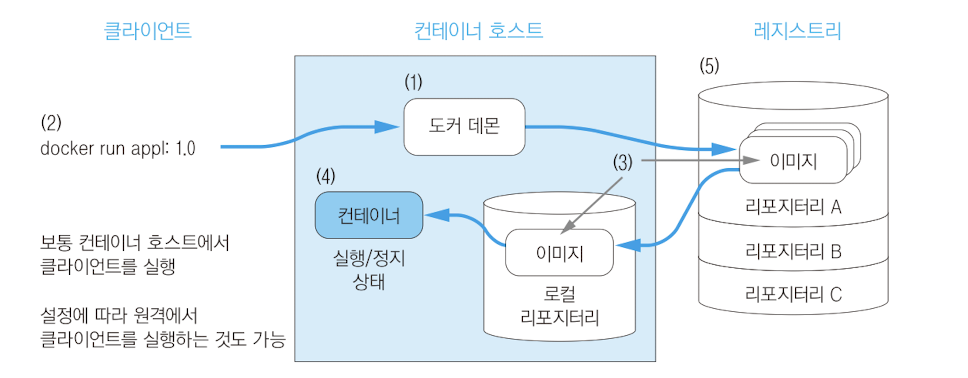 클라이언트
컨테이너 호스트
레지스트리
(1)
도커 데몬
(2)
docker run appl: 1.0
(3)
(4)
컨테이너
실행/정지
상태
이미지
로컬
리포지터리
(5)
이미지
리포지터리 A
리포지터리 B
리포지터리 C
보통 컨테이너 호스트에서
클라이언트를 실행
설정에 따라 원격에서
클라이언트를 실행하는 것도 가능